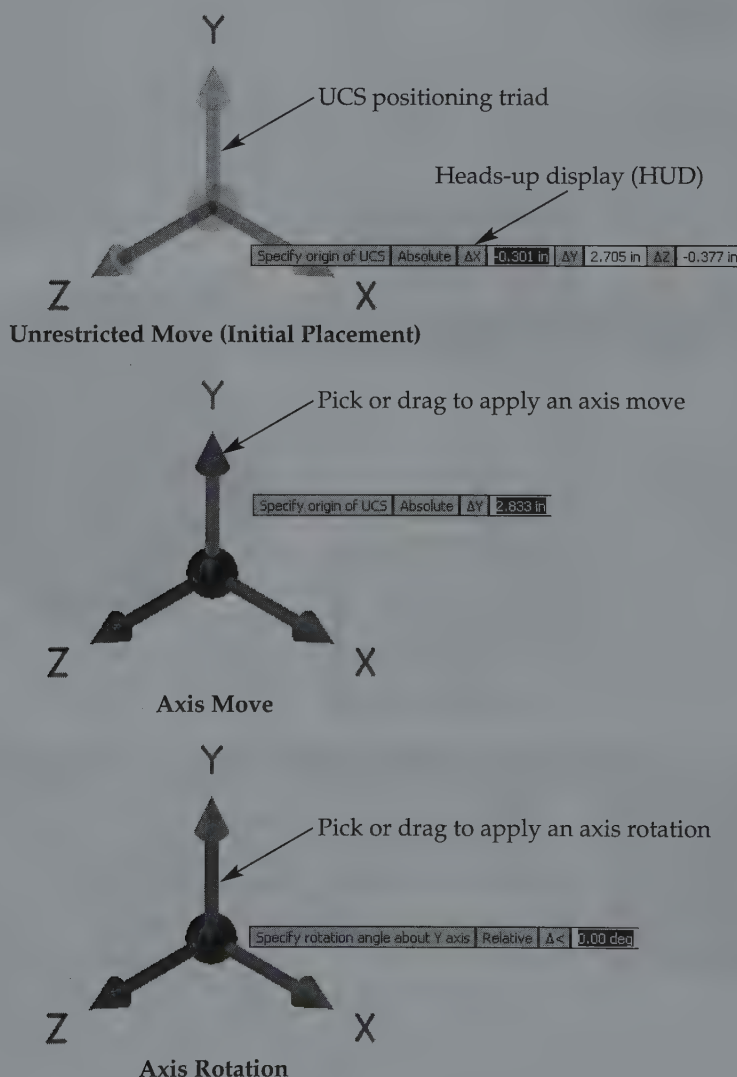 Y
UCS positioning triad
Heads-up display (HUD)
Specify origin of UCS Absolute ΔX -0.301 in ΔY 2.705 in ΔZ -0.377 in
Z
X
Unrestricted Move (Initial Placement)
Y
Pick or drag to apply an axis move
Specify origin of UCS Absolute ΔY 2.833 in
Z
X
Axis Move
Y
Pick or drag to apply an axis rotation
Specify rotation angle about Y axis Relative Δ< 0.00 deg
Z
X
Axis Rotation